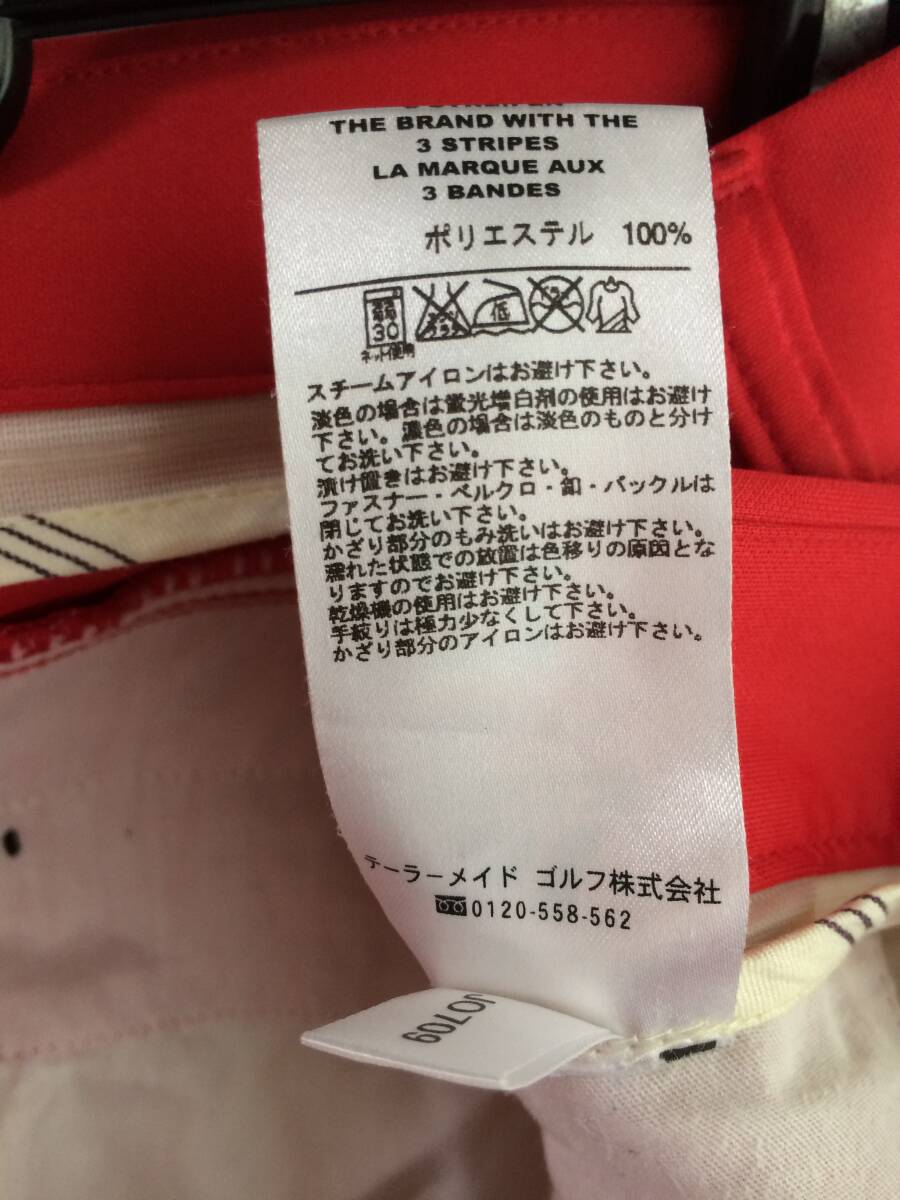 THE BRAND WITH THE
3 STRIPES
LA MARQUE AUX
3 BANDES
ポリエステル 100%
30
ネット使用
低
スチームアイロンはお避け下さい。
淡色の場合は蛍光増白剤の使用はお避け
下さい。濃色の場合は淡色のものと分け
てお洗い下さい。
漬け置きはお避け下さい。
ファスナー・ベルクロ・釦・バックルは
閉じてお洗い下さい。
かざり部分のもみ洗いはお避け下さい。
濡れた状態での放置は色移りの原因とな
りますのでお避け下さい。
乾燥機の使用はお避け下さい。
手絞りは極力少なくして下さい。
かざり部分のアイロンはお避け下さい。
テーラーメイド ゴルフ株式会社
0120-558-562
JO709